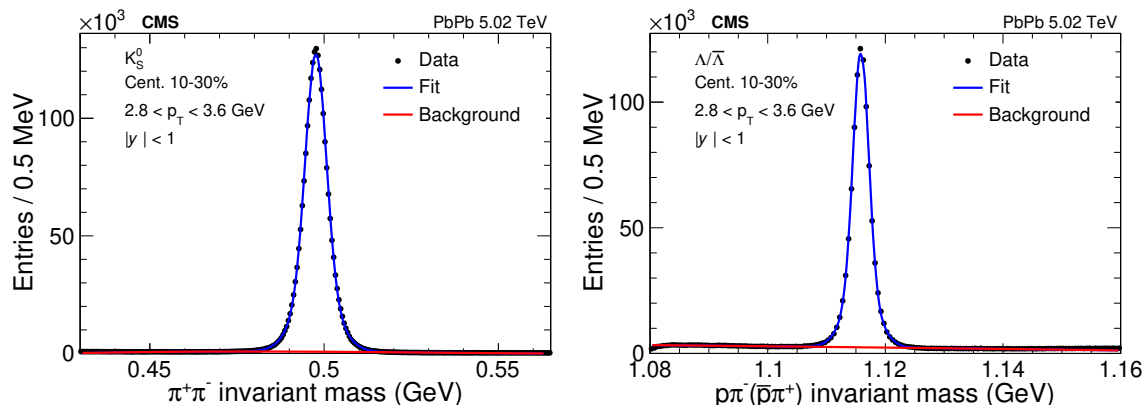 ×10³ CMS PbPb 5.02 TeV
K⁰_S
Cent. 10-30%
2.8 < p_T < 3.6 GeV
|y| < 1
Data
Fit
Background
Entries / 0.5 MeV
100
50
0
0.45 0.5 0.55
π⁺π⁻ invariant mass (GeV)
×10³ CMS PbPb 5.02 TeV
Λ/Λ̅
Cent. 10-30%
2.8 < p_T < 3.6 GeV
|y| < 1
Data
Fit
Background
Entries / 0.5 MeV
100
50
0
1.08 1.1 1.12 1.14 1.16
pπ⁻(p̅π⁺) invariant mass (GeV)